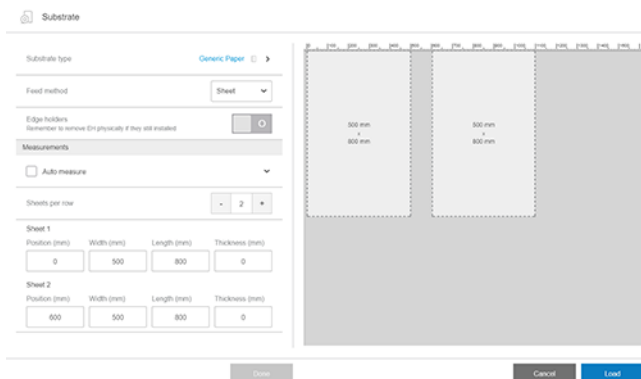 Substrate
Substrate type
Generic Paper
Feed method
Sheet
Edge holders
Remember to remove EH physically if they still installed
O
Measurements
Auto measure
Sheets per row
- 2 +
Sheet 1
Position (mm) Width (mm) Length (mm) Thickness (mm)
0 500 800 0
Sheet 2
Position (mm) Width (mm) Length (mm) Thickness (mm)
600 500 800 0
500 mm
x
800 mm
500 mm
x
800 mm
Done
Cancel
Load